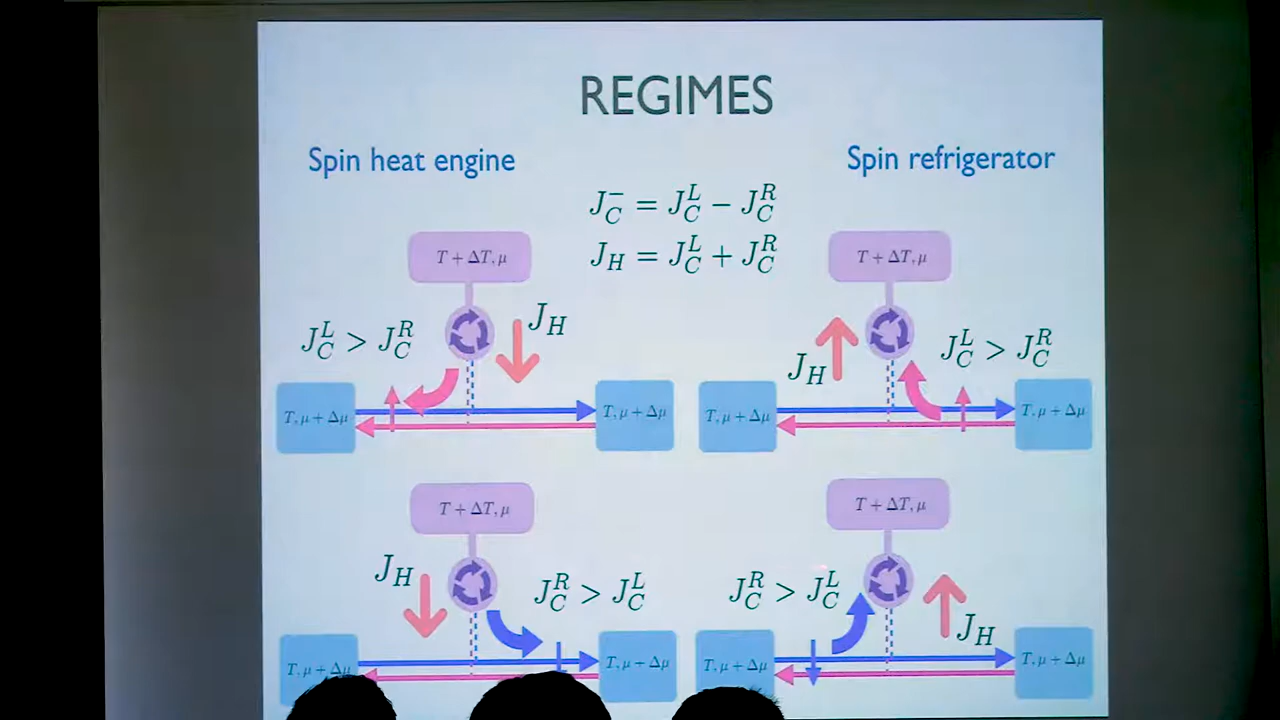 REGIMES
Spin heat engine
Spin refrigerator
J_C^- = J_C^L - J_C^R
J_H = J_C^L + J_C^R
T + ΔT, μ
T + ΔT, μ
J_C^L > J_C^R
J_H
J_H
J_C^L > J_C^R
T, μ + Δμ
T, μ + Δμ
T, μ + Δμ
T, μ + Δμ
T + ΔT, μ
T + ΔT, μ
J_H
J_C^R > J_C^L
J_C^R > J_C^L
J_H
T, μ + Δμ
T, μ + Δμ
T, μ + Δμ
T, μ + Δμ